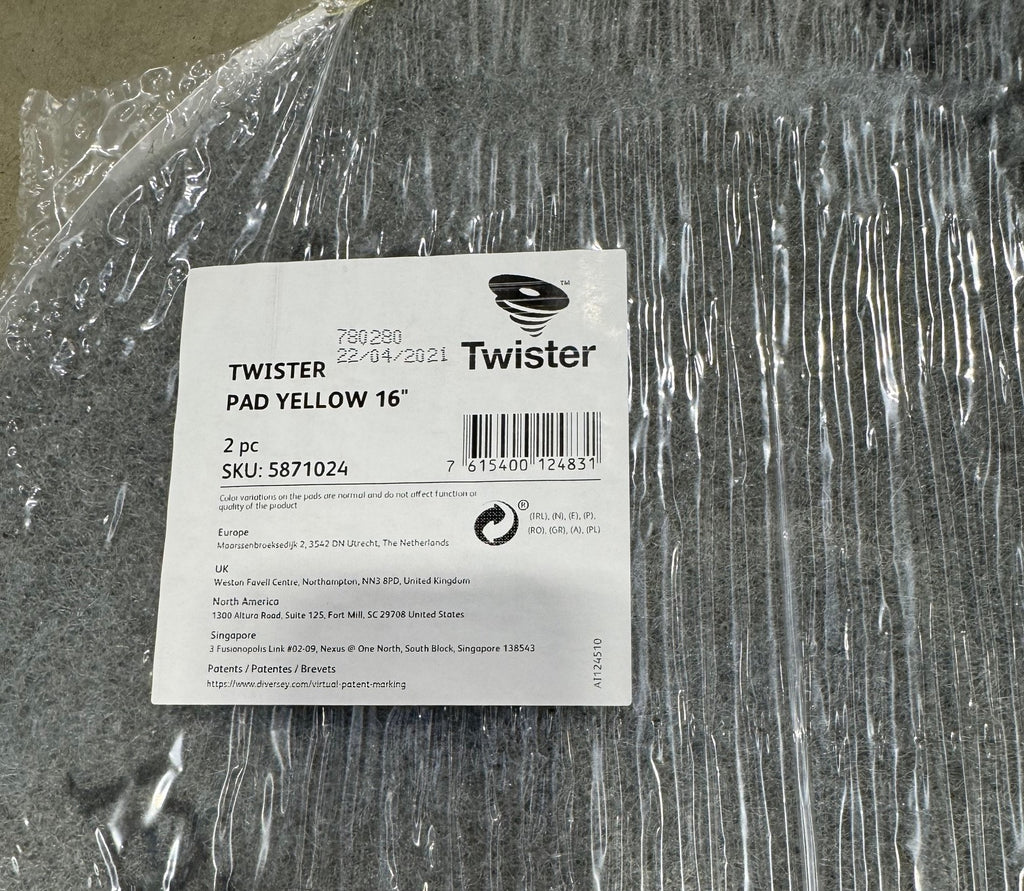 ™
Twister
780280
22/04/2021
TWISTER
PAD YELLOW 16"
2 pc
SKU: 5871024
7 615400 124831
Color variations on the pads are normal and do not affect function or
quality of the product
®
(IRL), (N), (E), (P),
(RO), (GR), (A), (PL)
Europe
Maarssenbroeksedijk 2, 3542 DN Utrecht, The Netherlands
UK
Weston Favell Centre, Northampton, NN3 8PD, United Kingdom
North America
1300 Altura Road, Suite 125, Fort Mill, SC 29708 United States
Singapore
3 Fusionopolis Link #02-09, Nexus @ One North, South Block, Singapore 138543
Patents / Patentes / Brevets
https://www.diversey.com/virtual-patent-marking
AI124510